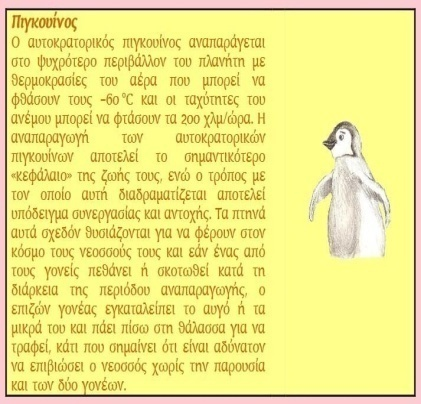 Πιγκουίνος
Ο αυτοκρατορικός πιγκουίνος αναπαράγεται
στο ψυχρότερο περιβάλλον του πλανήτη με
θερμοκρασίες του αέρα που μπορεί να
φθάσουν τους -60 °C και οι ταχύτητες του
ανέμου μπορεί να φτάσουν τα 200 χλμ/ώρα. Η
αναπαραγωγή των αυτοκρατορικών
πιγκουίνων αποτελεί το σημαντικότερο
«κεφάλαιο» της ζωής τους, ενώ ο τρόπος με
τον οποίο αυτή διαδραματίζεται αποτελεί
υπόδειγμα συνεργασίας και αντοχής. Τα πτηνά
αυτά σχεδόν θυσιάζονται για να φέρουν στον
κόσμο τους νεοσσούς τους και εάν ένας από
τους γονείς πεθάνει ή σκοτωθεί κατά τη
διάρκεια της περιόδου αναπαραγωγής, ο
επιζών γονέας εγκαταλείπει το αυγό ή τα
μικρά του και πάει πίσω στη θάλασσα για να
τραφεί, κάτι που σημαίνει ότι είναι αδύνατον
να επιβιώσει ο νεοσσός χωρίς την παρουσία
και των δύο γονέων.